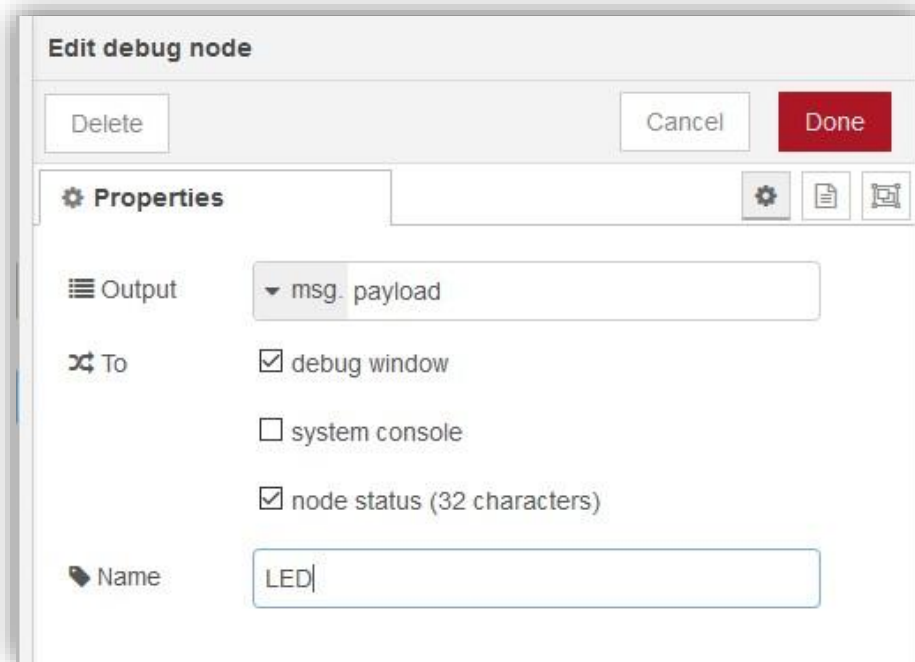 Edit debug node
Delete Cancel Done
Properties
Output msg. payload
To debug window
system console
node status (32 characters)
Name LED